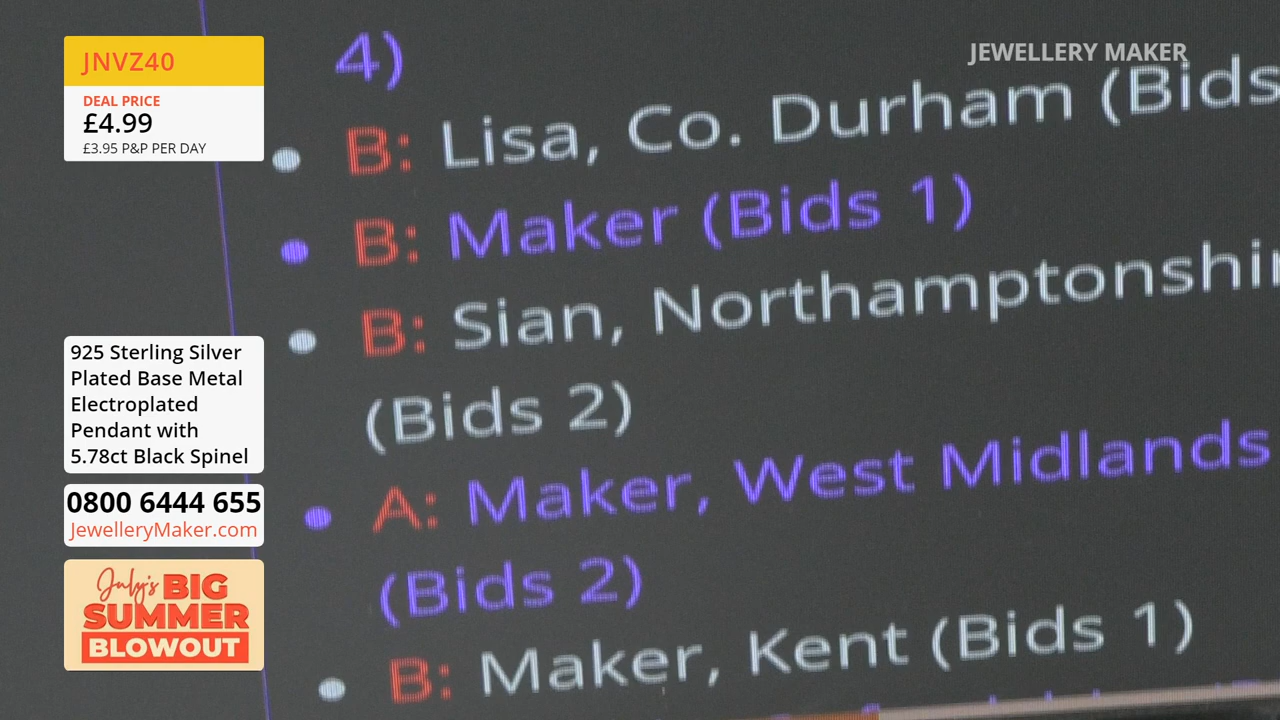 JNVZ40
DEAL PRICE
£4.99
£3.95 P&P PER DAY
925 Sterling Silver
Plated Base Metal
Electroplated
Pendant with
5.78ct Black Spinel
0800 6444 655
JewelleryMaker.com
July's BIG
SUMMER
BLOWOUT
JEWELLERY MAKER
4)
B: Lisa, Co. Durham (Bids
B: Maker (Bids 1)
B: Sian,
(Bids 2)
A: Maker, West Midlands
(Bids 2)
B: Maker, Kent (Bids 1)